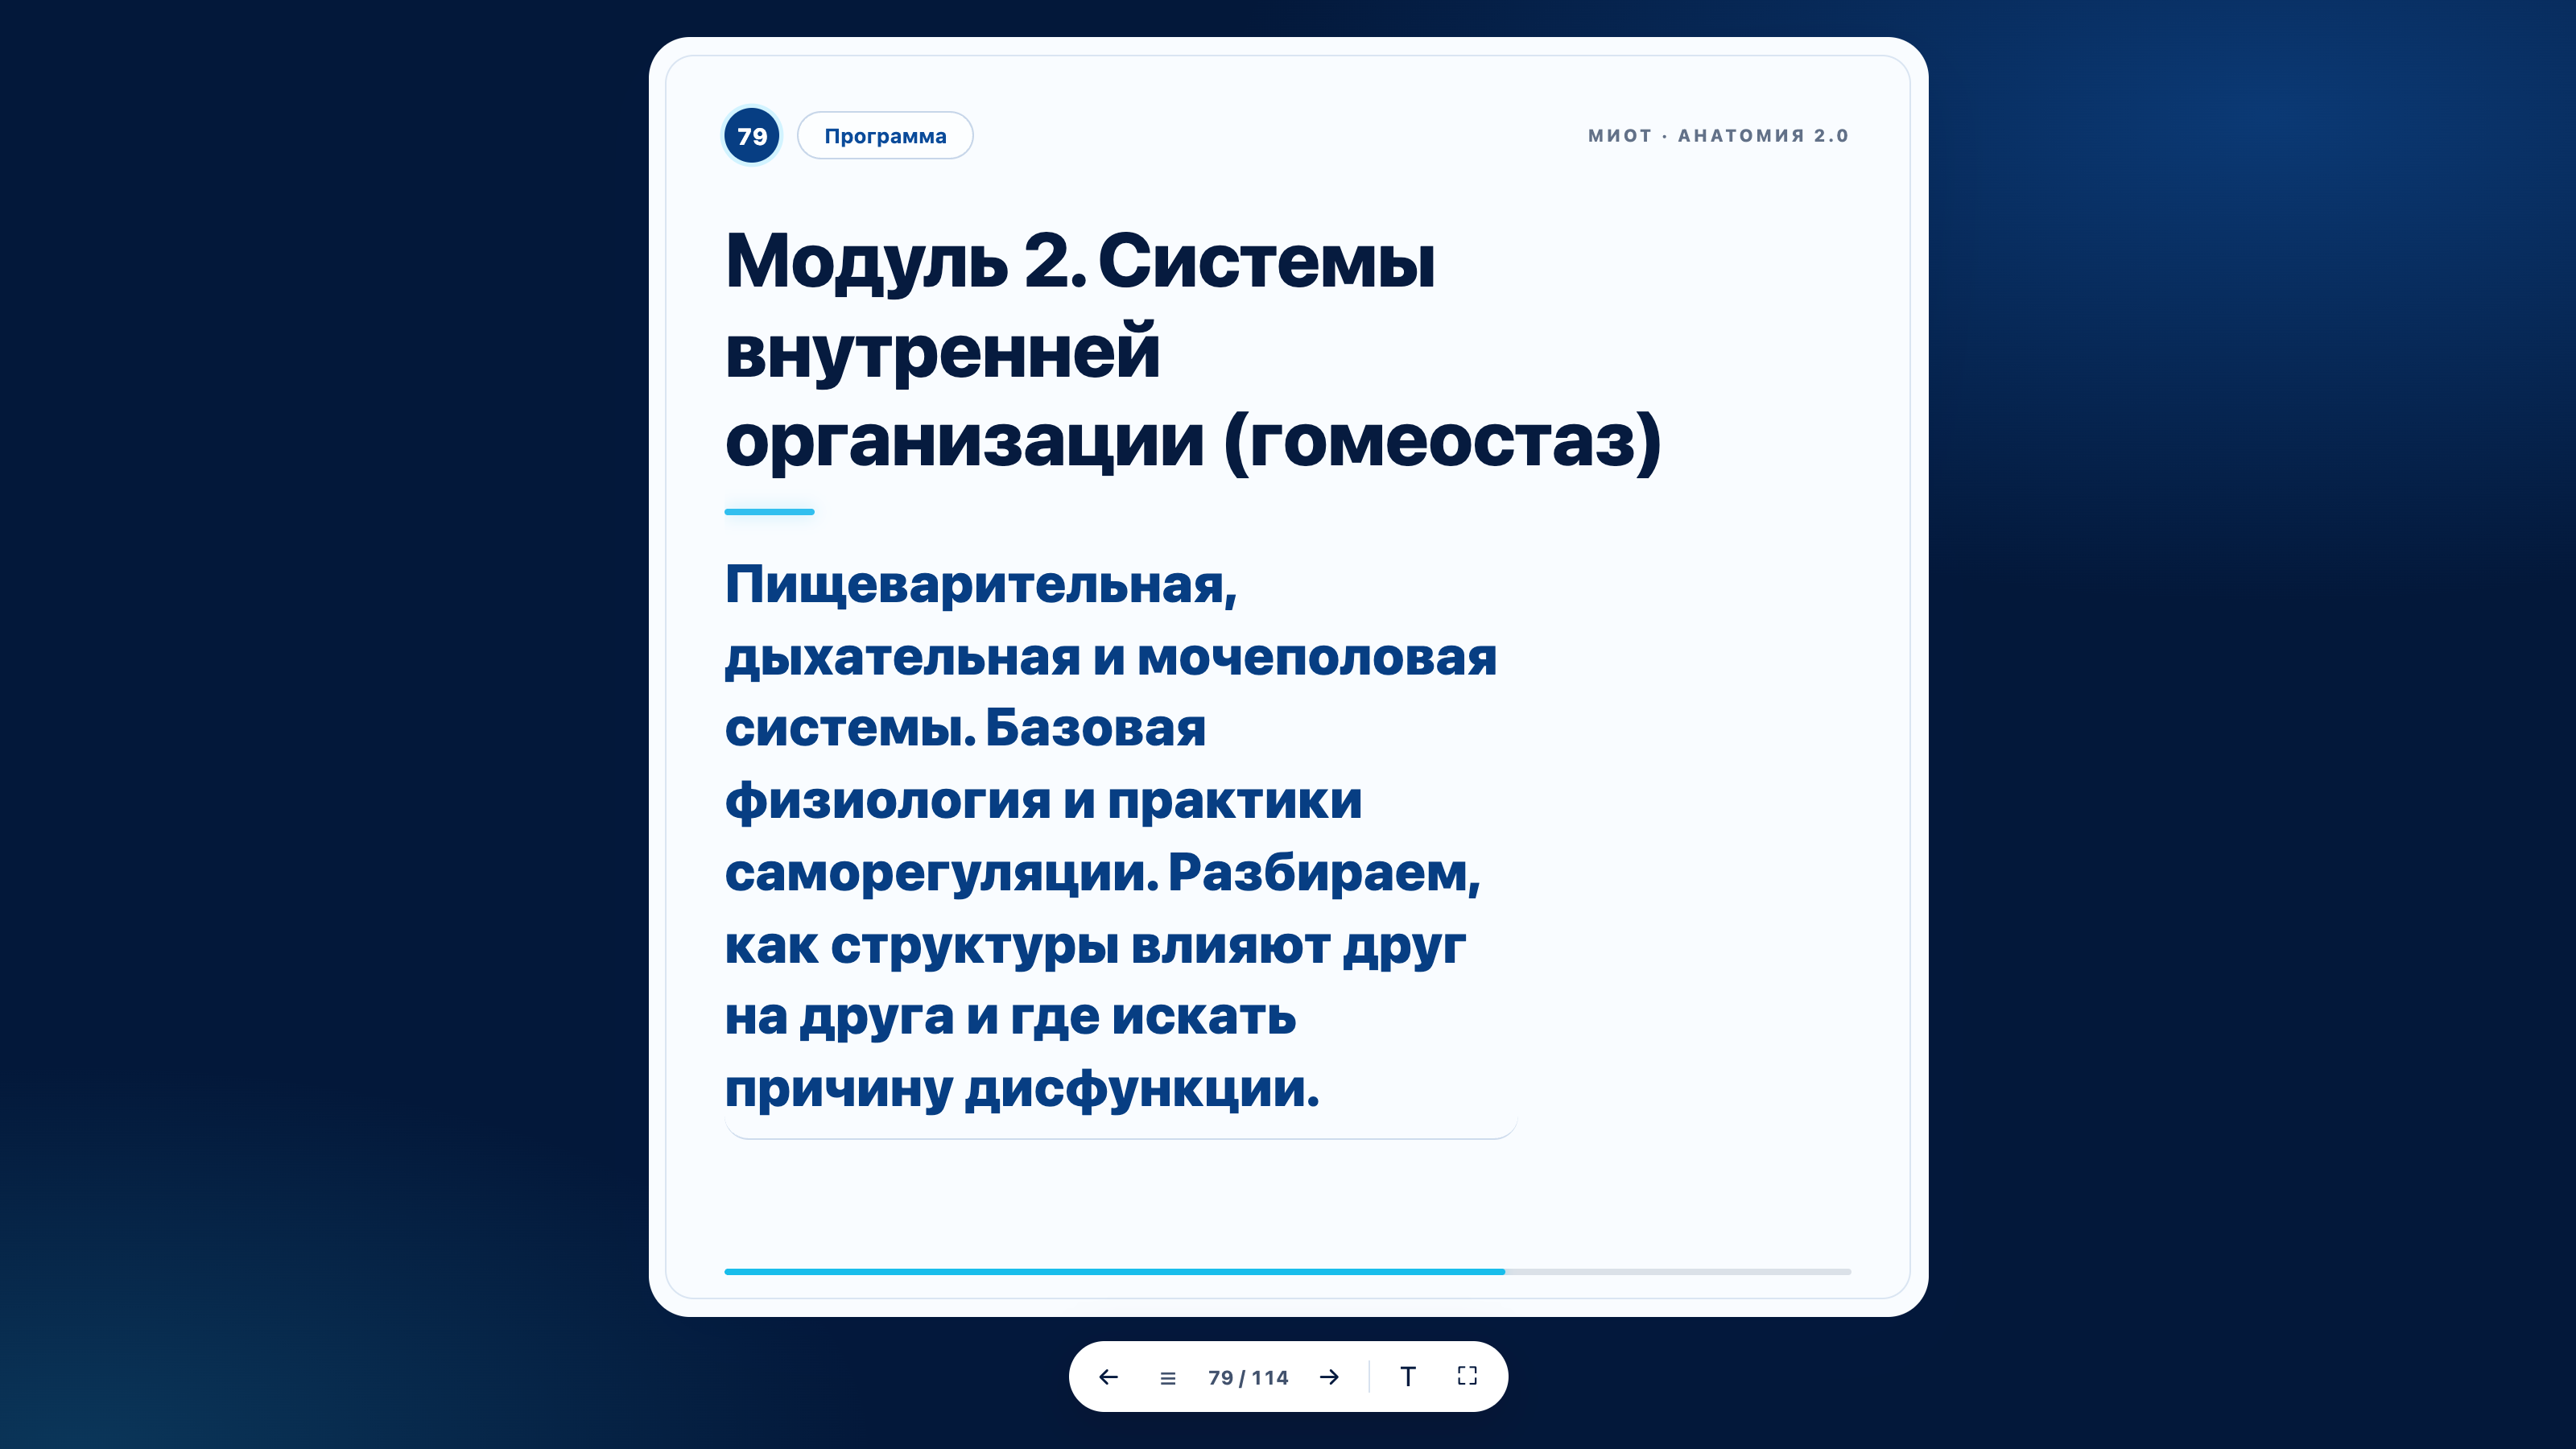 79
Программа
МИОТ · АНАТОМИЯ 2.0
Модуль 2. Системы
внутренней
организации (гомеостаз)
Пищеварительная,
дыхательная и мочеполовая
системы. Базовая
физиология и практики
саморегуляции. Разбираем,
как структуры влияют друг
на друга и где искать
причину дисфункции.
79 / 114
T